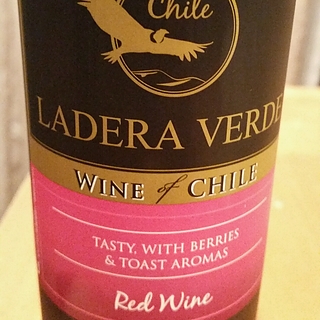 Chile
LADERA VERDE
WINE of CHILE
TASTY, WITH BERRIES
& TOAST AROMAS
Red Wine